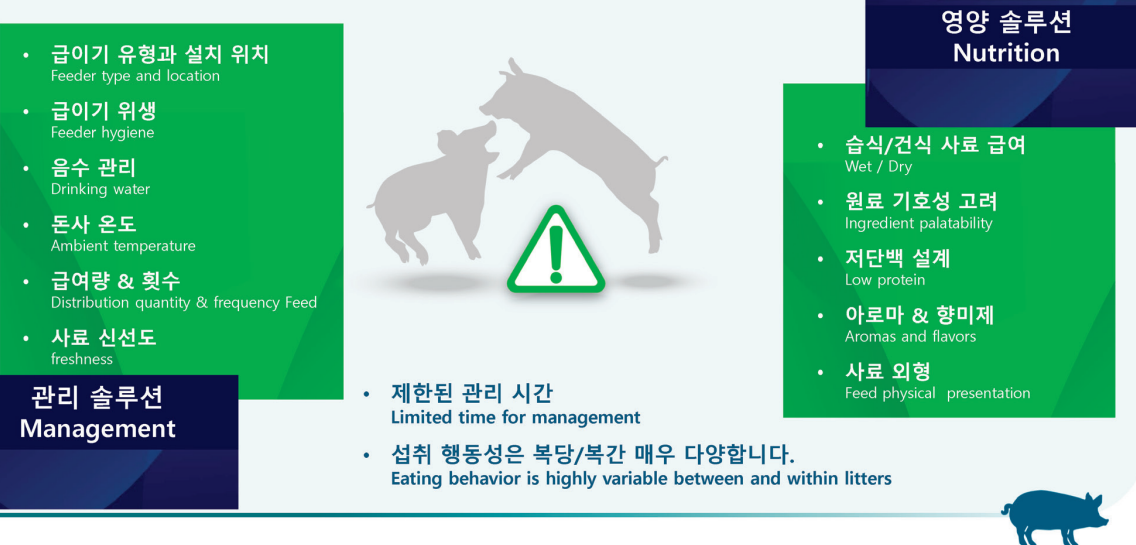 • 급이기 유형과 설치 위치
Feeder type and location
• 급이기 위생
Feeder hygiene
• 음수 관리
Drinking water
• 돈사 온도
Ambient temperature
• 급여량 & 횟수
Distribution quantity & frequency Feed
• 사료 신선도
freshness
관리 솔루션
Management
영양 솔루션
Nutrition
• 습식/건식 사료 급여
Wet / Dry
• 원료 기호성 고려
Ingredient palatability
• 저단백 설계
Low protein
• 아로마 & 향미제
Aromas and flavors
• 사료 외형
Feed physical presentation
• 제한된 관리 시간
Limited time for management
• 섭취 행동성은 복당/복간 매우 다양합니다.
Eating behavior is highly variable between and within litters